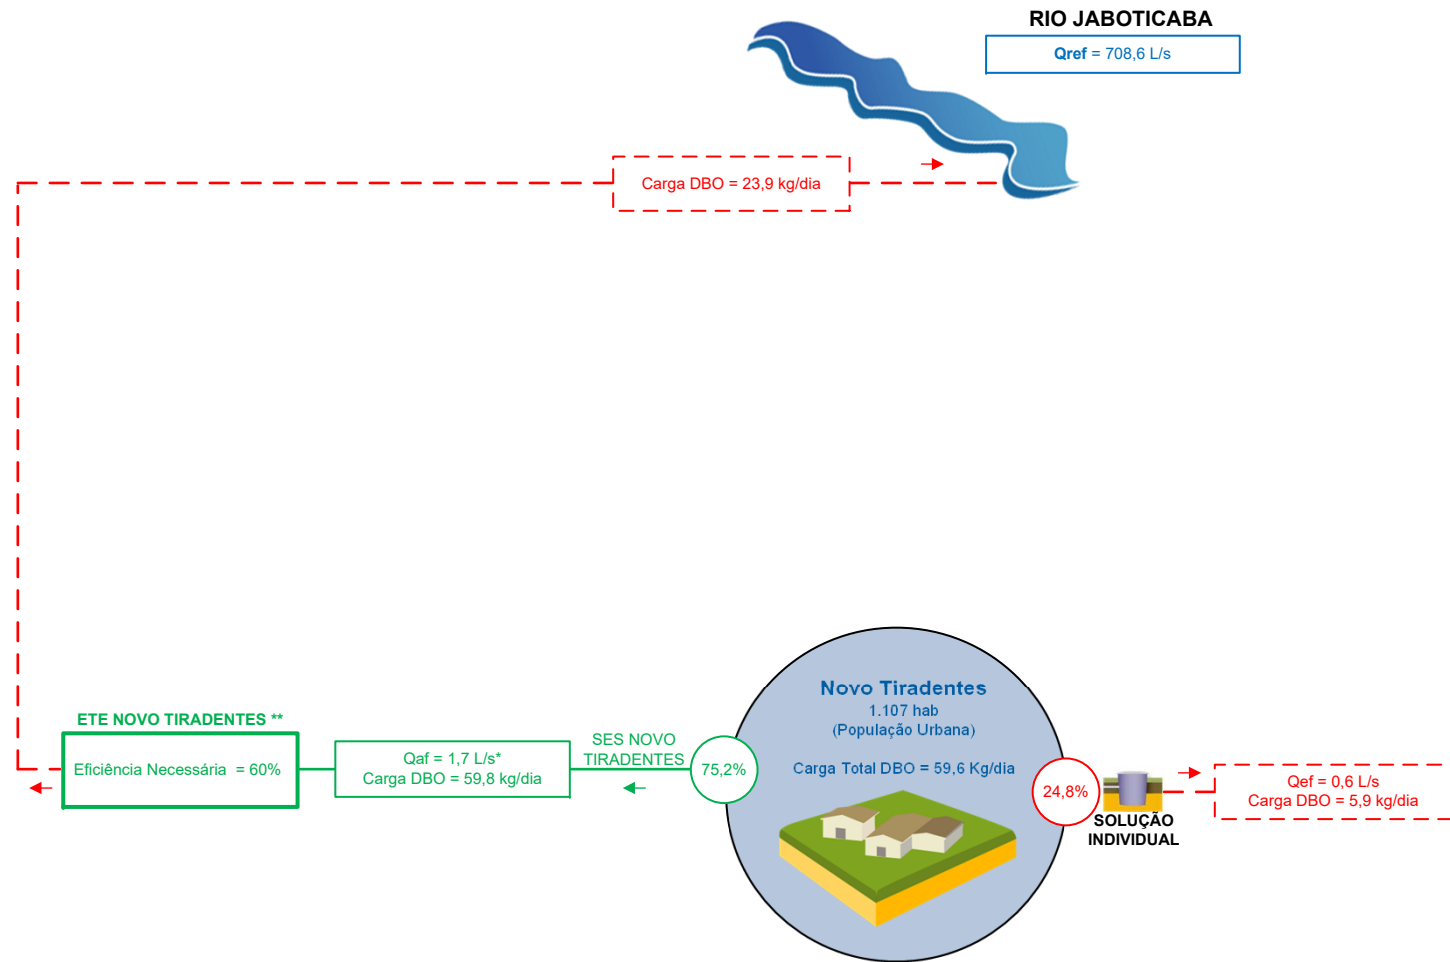 RIO JABOTICABA
Qref = 708,6 L/s
Carga DBO = 23,9 kg/dia
ETE NOVO TIRADENTES **
Eficiência Necessária = 60%
Qaf = 1,7 L/s*
Carga DBO = 59,8 kg/dia
SES NOVO
TIRADENTES
75,2%
Novo Tiradentes
1.107 hab
(População Urbana)
Carga Total DBO = 59,6 Kg/dia
24,8%
SOLUÇÃO
INDIVIDUAL
Qef = 0,6 L/s
Carga DBO = 5,9 kg/dia